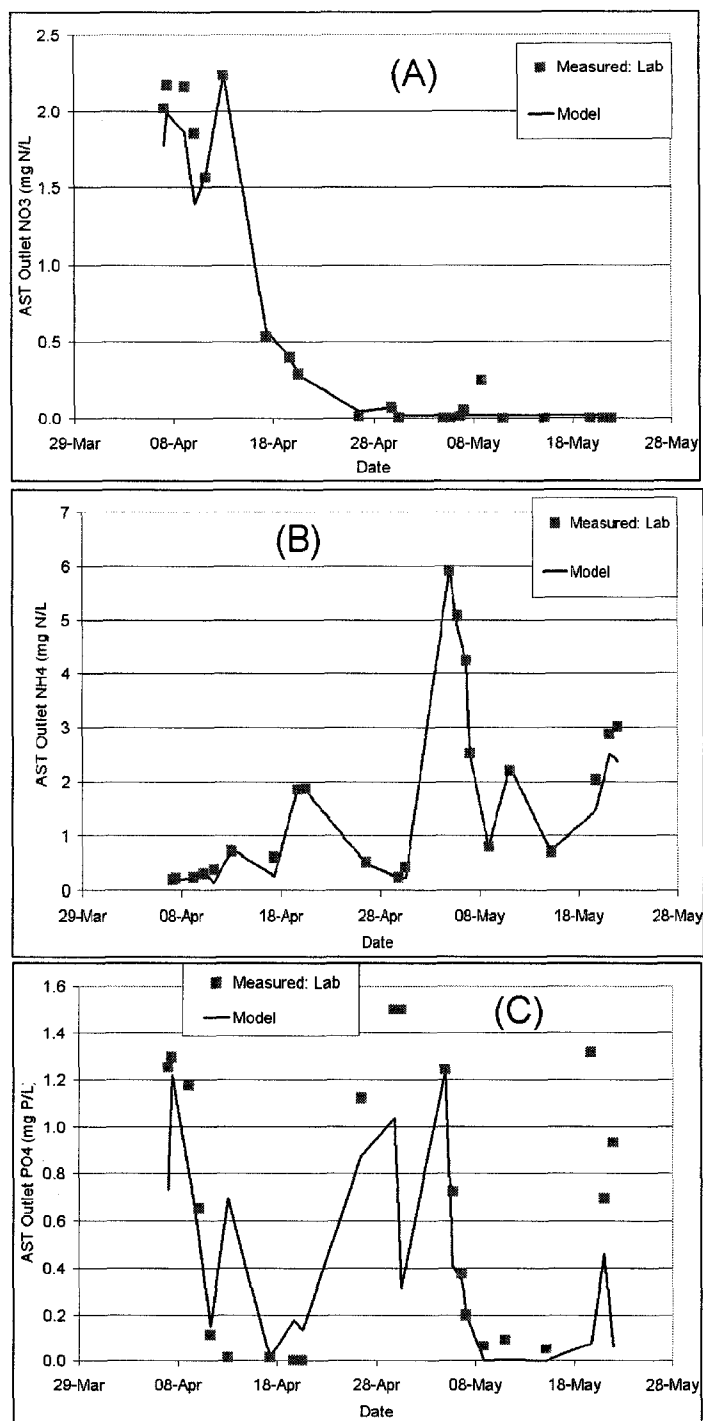 2.5
Measured: Lab
Model
(A)
2.0
1.5
1.0
0.5
0.0
AST Outlet NO3 (mg N/L)
29-Mar 08-Apr 18-Apr 28-Apr 08-May 18-May 28-May
Date
7
Measured: Lab
Model
(B)
6
5
4
3
2
1
0
AST Outlet NH4 (mg N/L)
29-Mar 08-Apr 18-Apr 28-Apr 08-May 18-May 28-May
Date
1.6
Measured: Lab
Model
(C)
1.4
1.2
1.0
0.8
0.6
0.4
0.2
0.0
AST Outlet PO4 (mg P/L)
29-Mar 08-Apr 18-Apr 28-Apr 08-May 18-May 28-May
Date